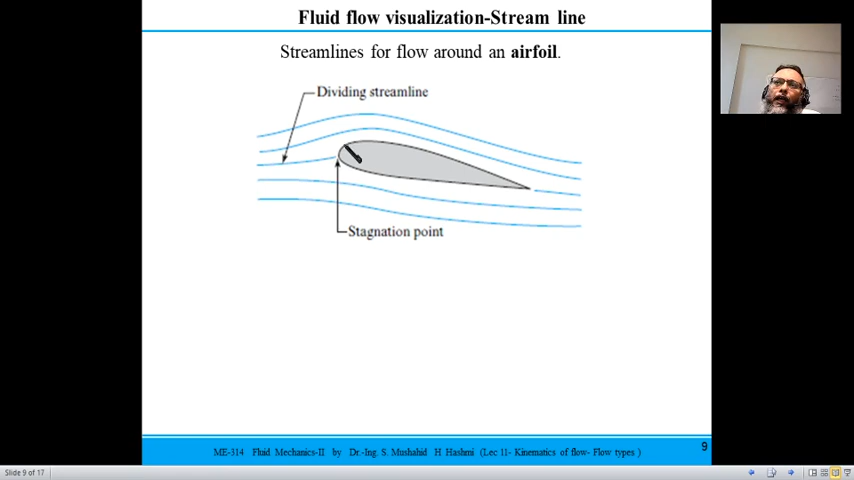 Fluid flow visualization-Stream line
Streamlines for flow around an airfoil.
Dividing streamline
Stagnation point
ME-314 Fluid Mechanics-II by Dr.-Ing. S. Mushahid H Hashmi (Lec 11- Kinematics of flow- Flow types )
9
Slide 9 of 17